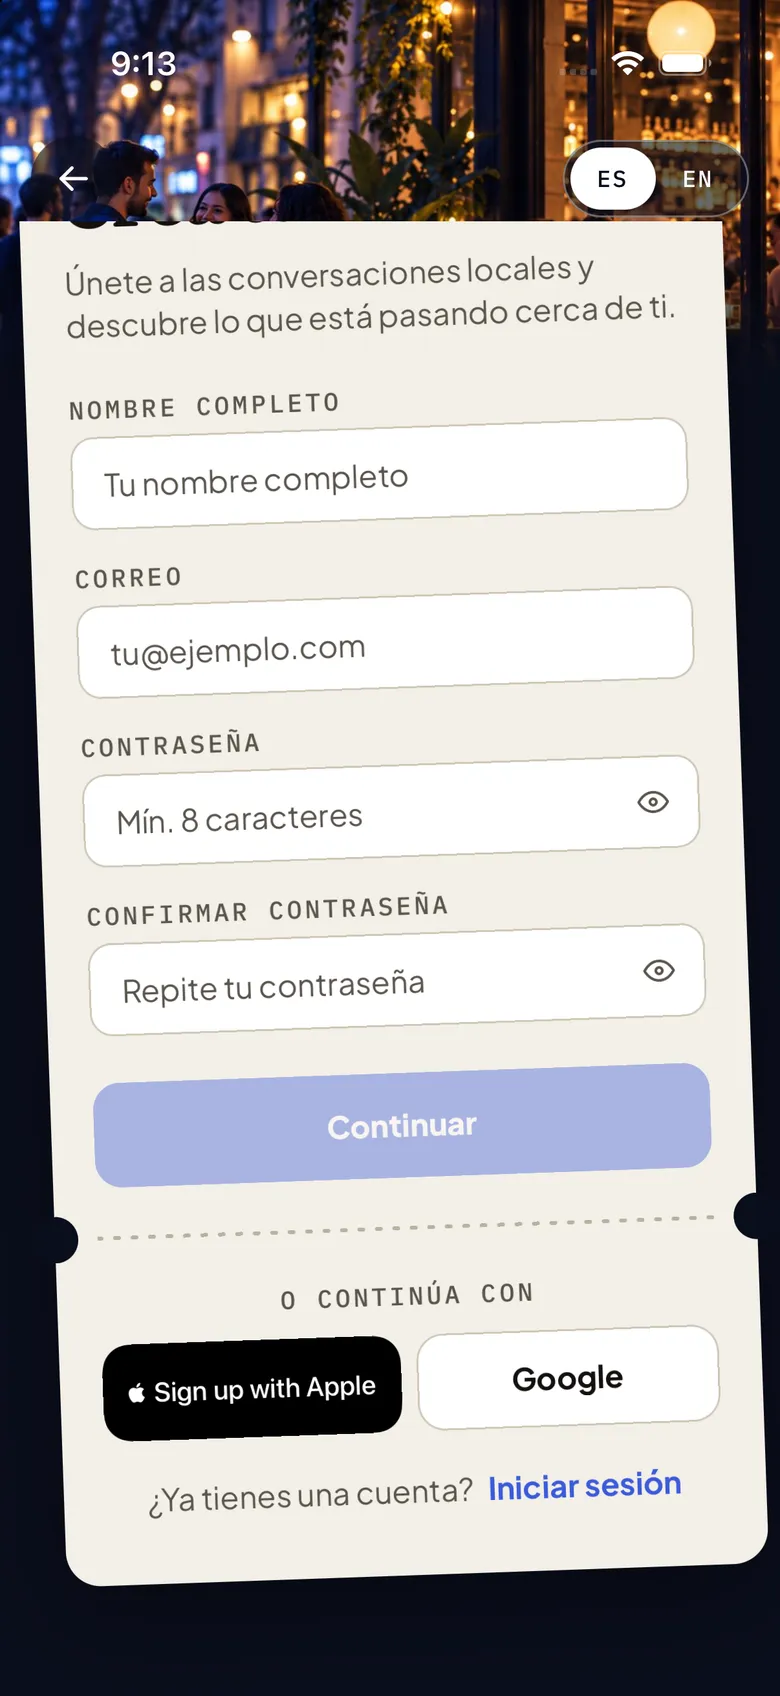 9:13
ES EN
Únete a las conversaciones locales y
descubre lo que está pasando cerca de ti.
NOMBRE COMPLETO
Tu nombre completo
CORREO
tu@ejemplo.com
CONTRASEÑA
Mín. 8 caracteres
CONFIRMAR CONTRASEÑA
Repite tu contraseña
Continuar
O CONTINÚA CON
Sign up with Apple
Google
¿Ya tienes una cuenta? Iniciar sesión